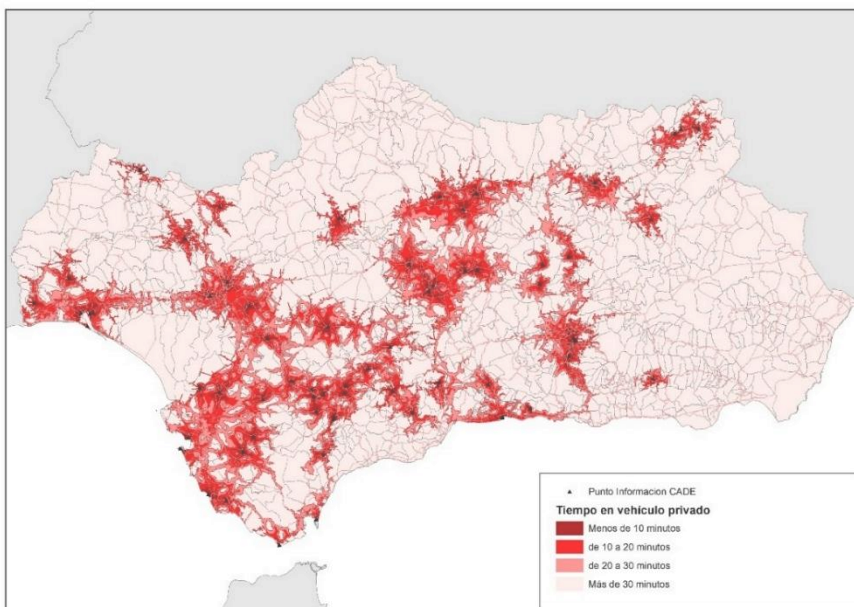 Punto Informacion CADE
Tiempo en vehículo privado
Menos de 10 minutos
de 10 a 20 minutos
de 20 a 30 minutos
Más de 30 minutos